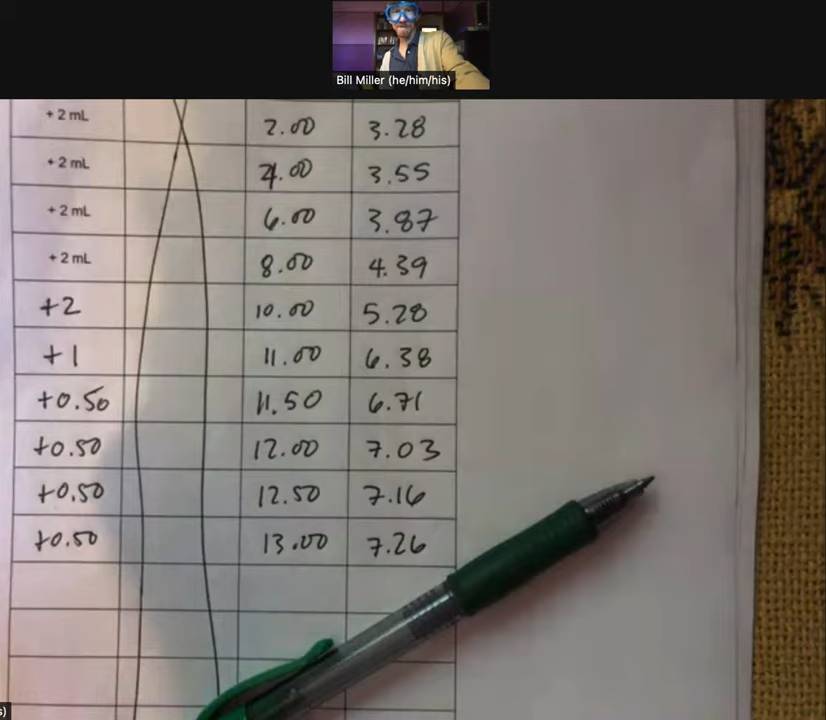 Bill Miller (he/him/his)
+ 2 mL 2.00 3.28
+ 2 mL 4.00 3.55
+ 2 mL 6.00 3.87
+ 2 mL 8.00 4.39
+2 10.00 5.28
+1 11.00 6.38
+0.50 11.50 6.71
+0.50 12.00 7.03
+0.50 12.50 7.16
+0.50 13.00 7.26
s)